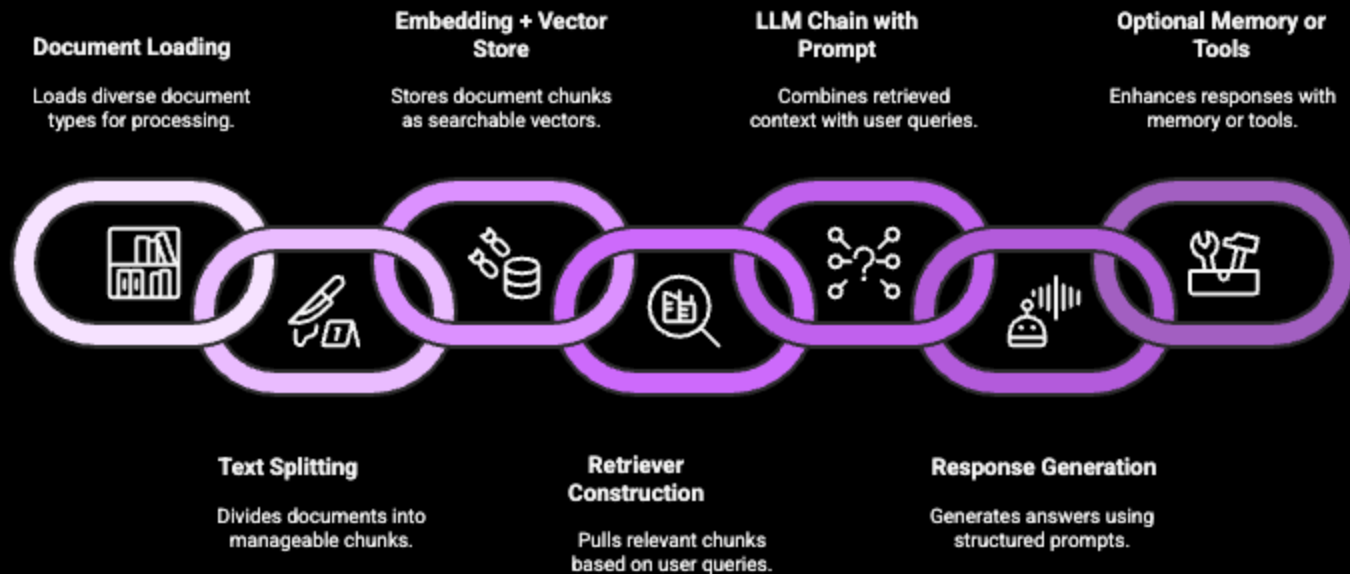 Document Loading
Loads diverse document
types for processing.
Text Splitting
Divides documents into
manageable chunks.
Embedding + Vector
Store
Stores document chunks
as searchable vectors.
Retriever
Construction
Pulls relevant chunks
based on user queries.
LLM Chain with
Prompt
Combines retrieved
context with user queries.
Response Generation
Generates answers using
structured prompts.
Optional Memory or
Tools
Enhances responses with
memory or tools.